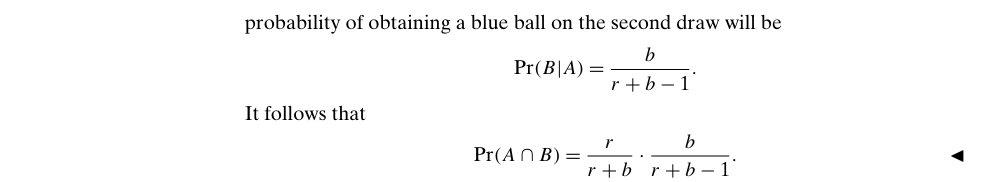 probability of obtaining a blue ball on the second draw will be
Pr(B|A) = b / (r + b − 1).
It follows that
Pr(A ∩ B) = r / (r + b) · b / (r + b − 1). ◄